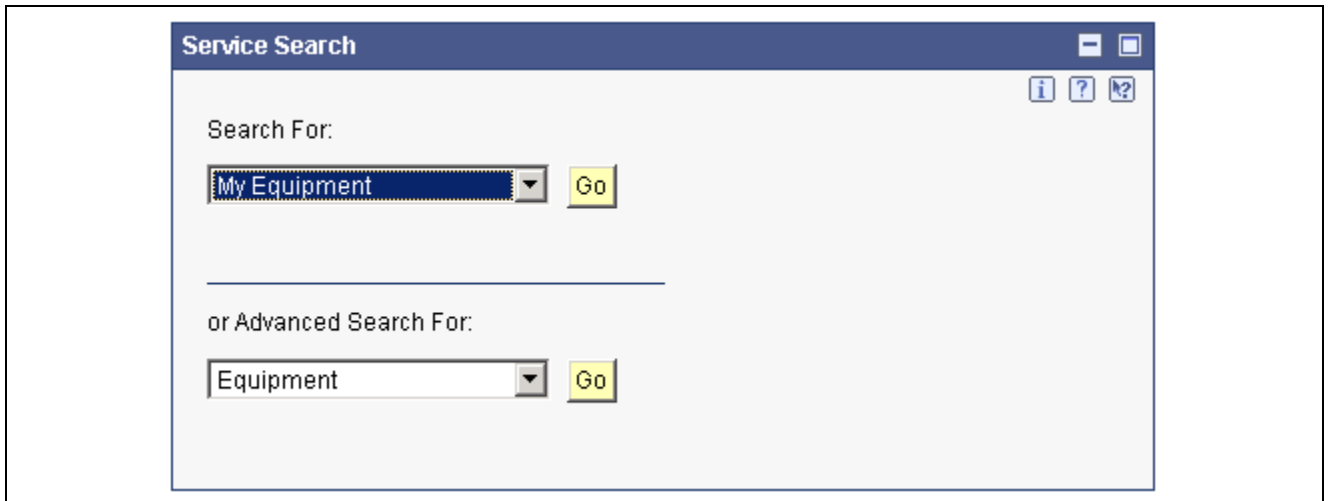 Service Search
Search For:
My Equipment
Go
or Advanced Search For:
Equipment
Go